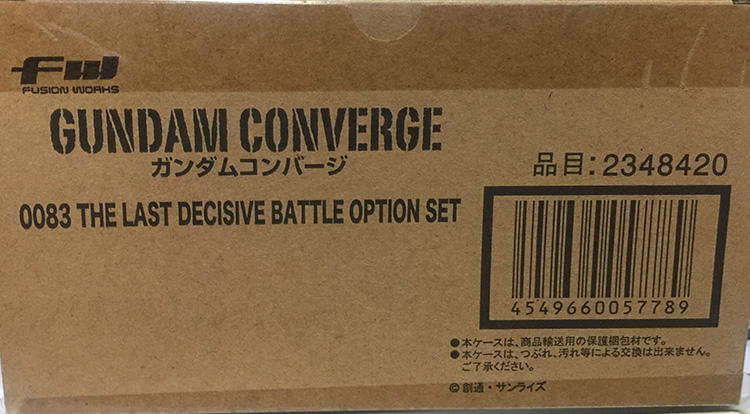 FW
FUSION WORKS
GUNDAM CONVERGE
ガンダムコンバージ
0083 THE LAST DECISIVE BATTLE OPTION SET
品目:2348420
4549660057789
●本ケースは、商品輸送用の保護梱包材です。
●本ケースは、つぶれ、汚れ等による交換は出来ません。
ご了承ください。
©創通・サンライズ